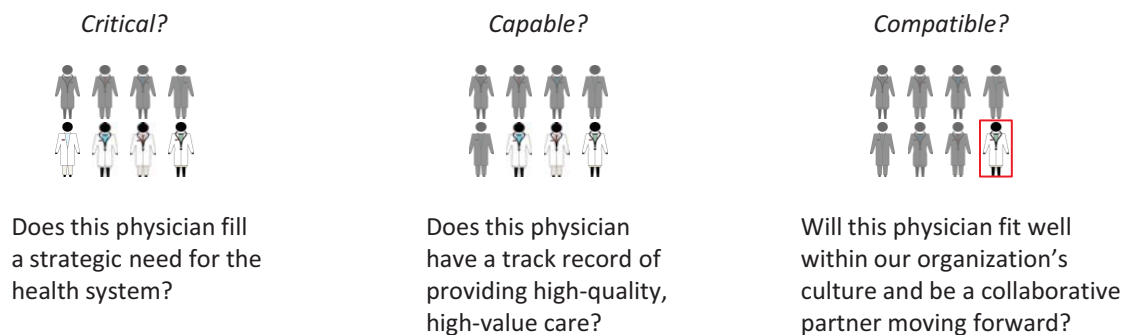 Critical?
Capable?
Compatible?
Does this physician fill
a strategic need for the
health system?
Does this physician
have a track record of
providing high-quality,
high-value care?
Will this physician fit well
within our organization’s
culture and be a collaborative
partner moving forward?